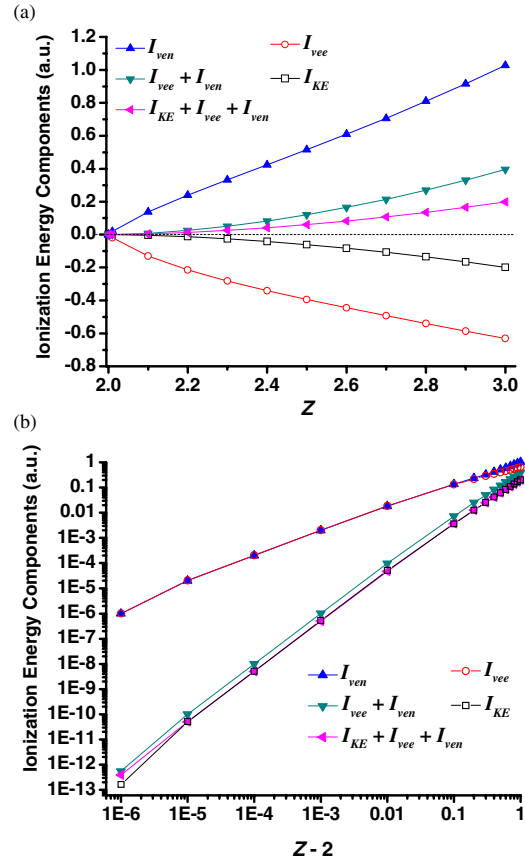 (a)
I_ven
I_vee
I_vee + I_ven
I_KE
I_KE + I_vee + I_ven
Ionization Energy Components (a.u.)
1.2
1.0
0.8
0.6
0.4
0.2
0.0
-0.2
-0.4
-0.6
-0.8
2.0 2.2 2.4 2.6 2.8 3.0
Z
(b)
Ionization Energy Components (a.u.)
1
0.1
0.01
1E-3
1E-4
1E-5
1E-6
1E-7
1E-8
1E-9
1E-10
1E-11
1E-12
1E-13
I_ven
I_vee
I_vee + I_ven
I_KE
I_KE + I_vee + I_ven
1E-6 1E-5 1E-4 1E-3 0.01 0.1 1
Z - 2